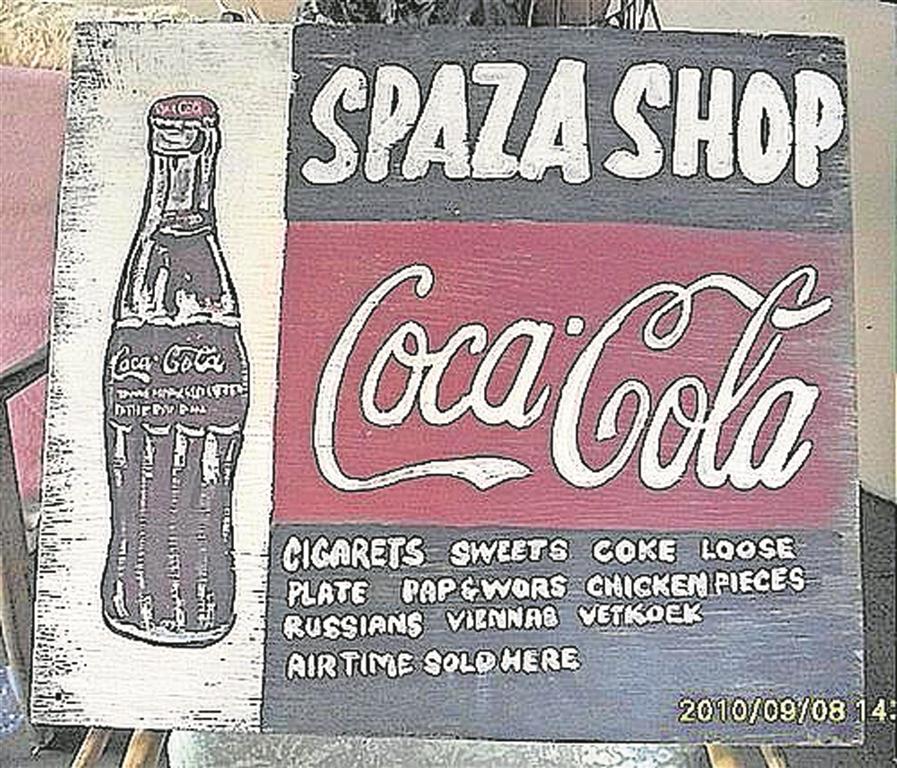 SPAZA SHOP
Coca-Cola
Coca-Cola
CIGARETS SWEETS COKE LOOSE
PLATE PAP & WORS CHICKEN PIECES
RUSSIANS VIENNAS VETKOEK
AIRTIME SOLD HERE
2010/09/08 14: